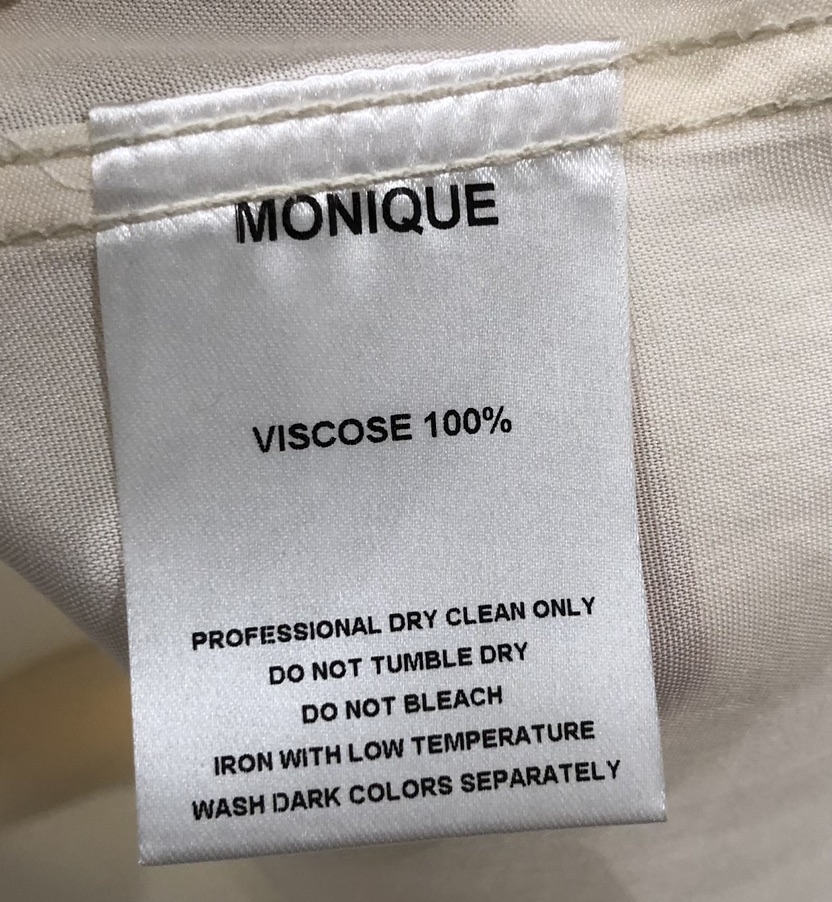 MONIQUE
VISCOSE 100%
PROFESSIONAL DRY CLEAN ONLY
DO NOT TUMBLE DRY
DO NOT BLEACH
IRON WITH LOW TEMPERATURE
WASH DARK COLORS SEPARATELY